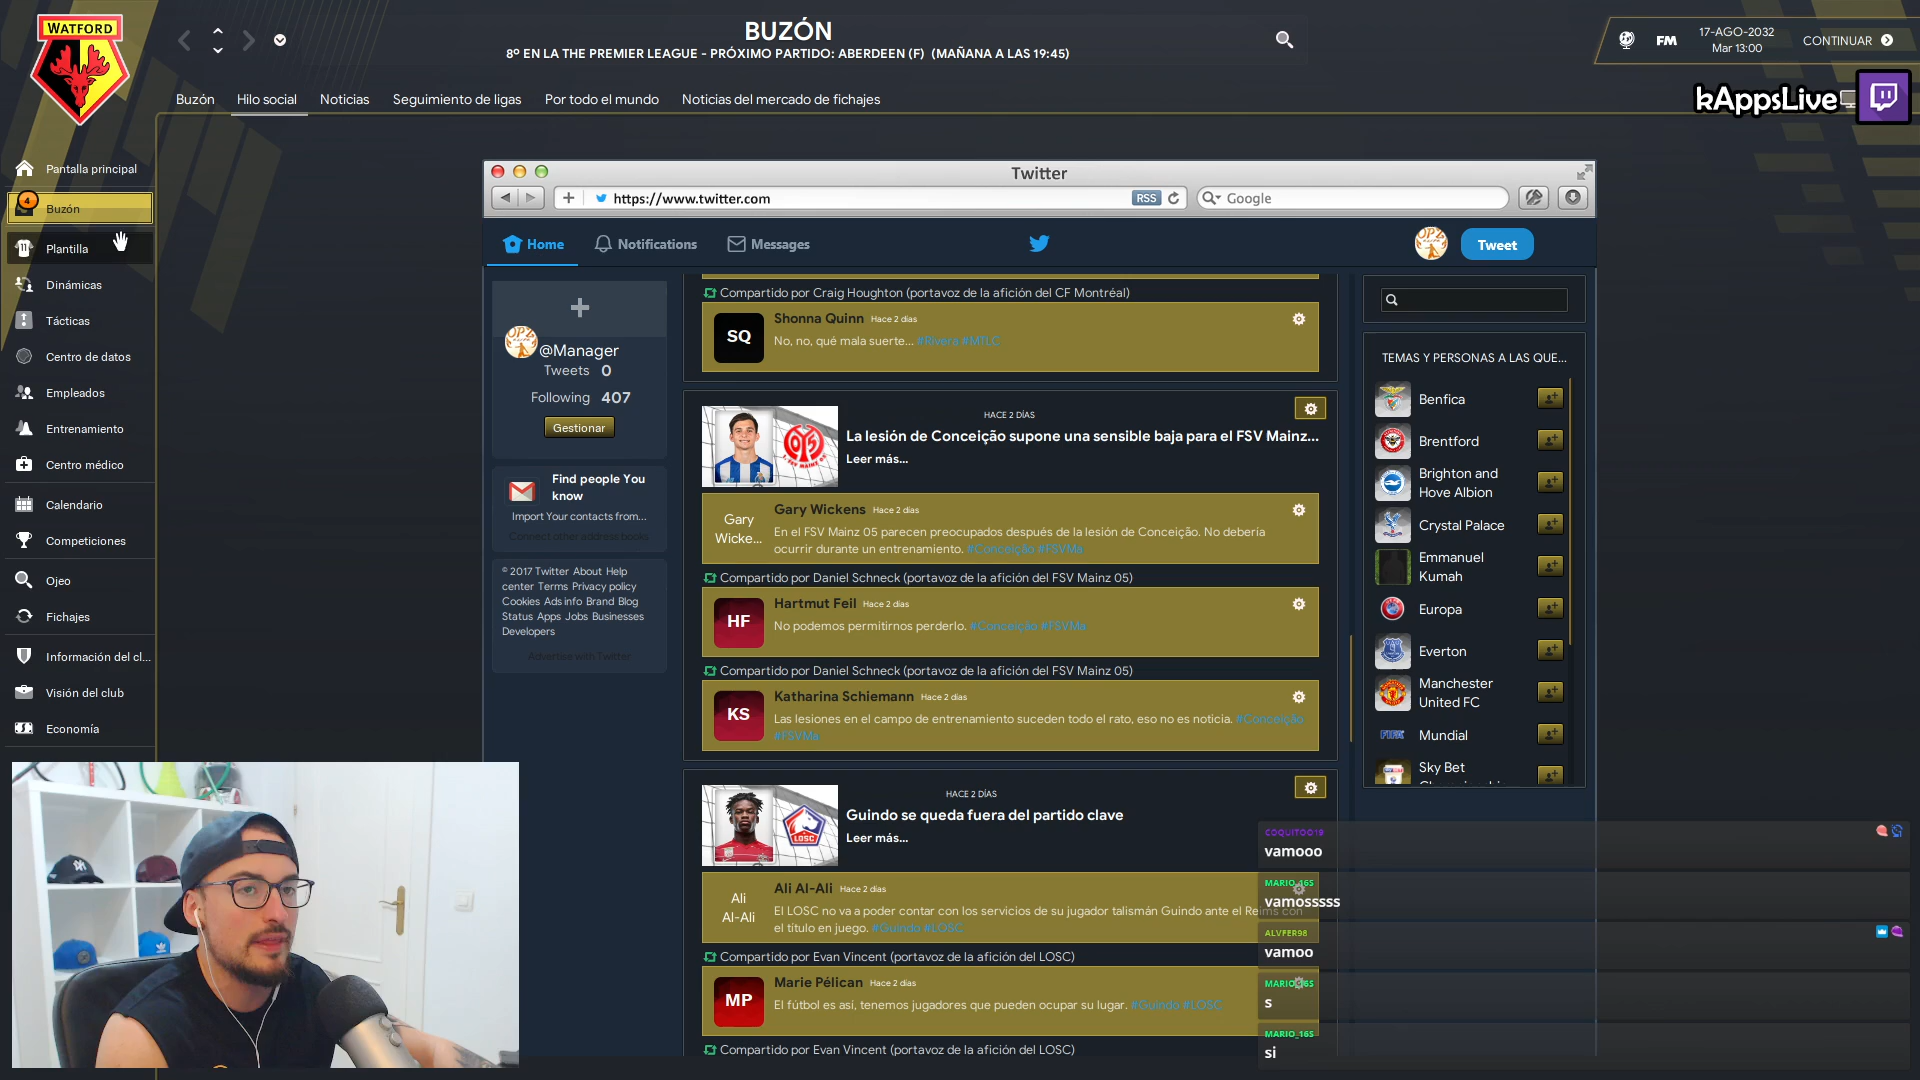 WATFORD
BUZÓN
8º EN LA THE PREMIER LEAGUE - PRÓXIMO PARTIDO: ABERDEEN (F) (MAÑANA A LAS 19:45)
FM
17-AGO-2032
Mar 13:00
CONTINUAR
Buzón
Hilo social
Noticias
Seguimiento de ligas
Por todo el mundo
Noticias del mercado de fichajes
kAppsLive
Pantalla principal
4
Buzón
Plantilla
Dinámicas
Tácticas
Centro de datos
Empleados
Entrenamiento
Centro médico
Calendario
Competiciones
Ojeo
Fichajes
Información del cl...
Visión del club
Economía
Twitter
https://www.twitter.com
RSS
Google
Home
Notifications
Messages
Tweet
@Manager
Tweets 0
Following 407
Gestionar
Find people You
know
Import Your contacts from...
Connect other address books
© 2017 Twitter About Help
center Terms Privacy policy
Cookies Ads info Brand Blog
Status Apps Jobs Businesses
Developers
Advertise with Twitter
Compartido por Craig Houghton (portavoz de la afición del CF Montréal)
SQ
Shonna Quinn Hace 2 días
No, no, qué mala suerte... #Rivera #MTLC
HACE 2 DÍAS
La lesión de Conceição supone una sensible baja para el FSV Mainz...
Leer más...
Gary
Wicke...
Gary Wickens Hace 2 días
En el FSV Mainz 05 parecen preocupados después de la lesión de Conceição. No debería
ocurrir durante un entrenamiento. #Conceição #FSVMa
Compartido por Daniel Schneck (portavoz de la afición del FSV Mainz 05)
HF
Hartmut Feil Hace 2 días
No podemos permitirnos perderlo. #Conceição #FSVMa
Compartido por Daniel Schneck (portavoz de la afición del FSV Mainz 05)
KS
Katharina Schiemann Hace 2 días
Las lesiones en el campo de entrenamiento suceden todo el rato, eso no es noticia. #Conceição
#FSVMa
HACE 2 DÍAS
Guindo se queda fuera del partido clave
Leer más...
LOSC
Ali
Al-Ali
Ali Al-Ali Hace 2 días
El LOSC no va a poder contar con los servicios de su jugador talismán Guindo ante el Reims con
el título en juego. #Guindo #LOSC
Compartido por Evan Vincent (portavoz de la afición del LOSC)
MP
Marie Pélican Hace 2 días
El fútbol es así, tenemos jugadores que pueden ocupar su lugar. #Guindo #LOSC
Compartido por Evan Vincent (portavoz de la afición del LOSC)
TEMAS Y PERSONAS A LAS QUE...
Benfica
Brentford
Brighton and
Hove Albion
Crystal Palace
Emmanuel
Kumah
Europa
Everton
Manchester
United FC
FIFA
Mundial
Sky Bet
COQUITOO19
vamooo
MARIO_16S
vamosssss
ALVFER98
vamoo
MARIO_16S
s
MARIO_16S
si